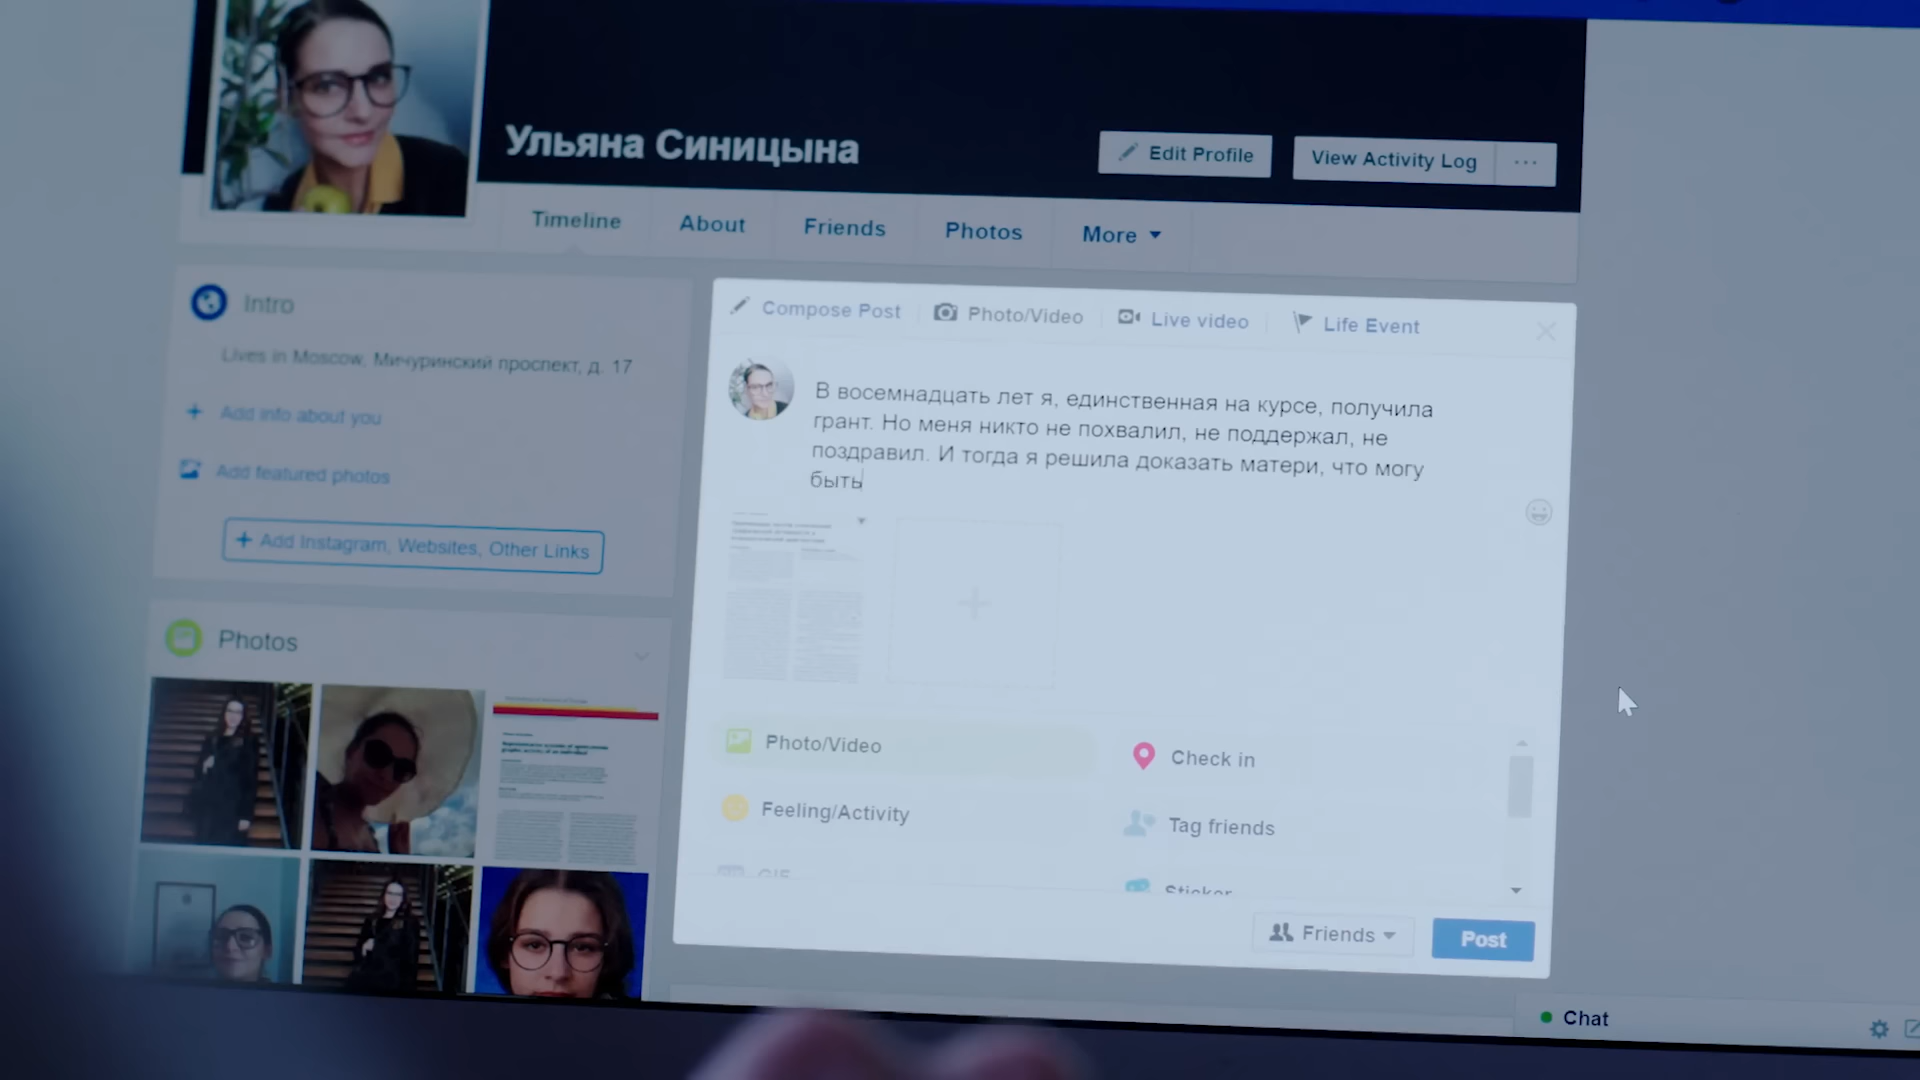 Ульяна Синицына
Edit Profile
View Activity Log
Timeline
About
Friends
Photos
More
Intro
Lives in Moscow, Мичуринский проспект, д. 17
Add info about you
Add featured photos
Add Instagram, Websites, Other Links
Photos
Compose Post
Photo/Video
Live video
Life Event
В восемнадцать лет я, единственная на курсе, получила
грант. Но меня никто не похвалил, не поддержал, не
поздравил. И тогда я решила доказать матери, что могу
быть
Photo/Video
Check in
Feeling/Activity
Tag friends
GIF
Sticker
Friends
Post
Chat